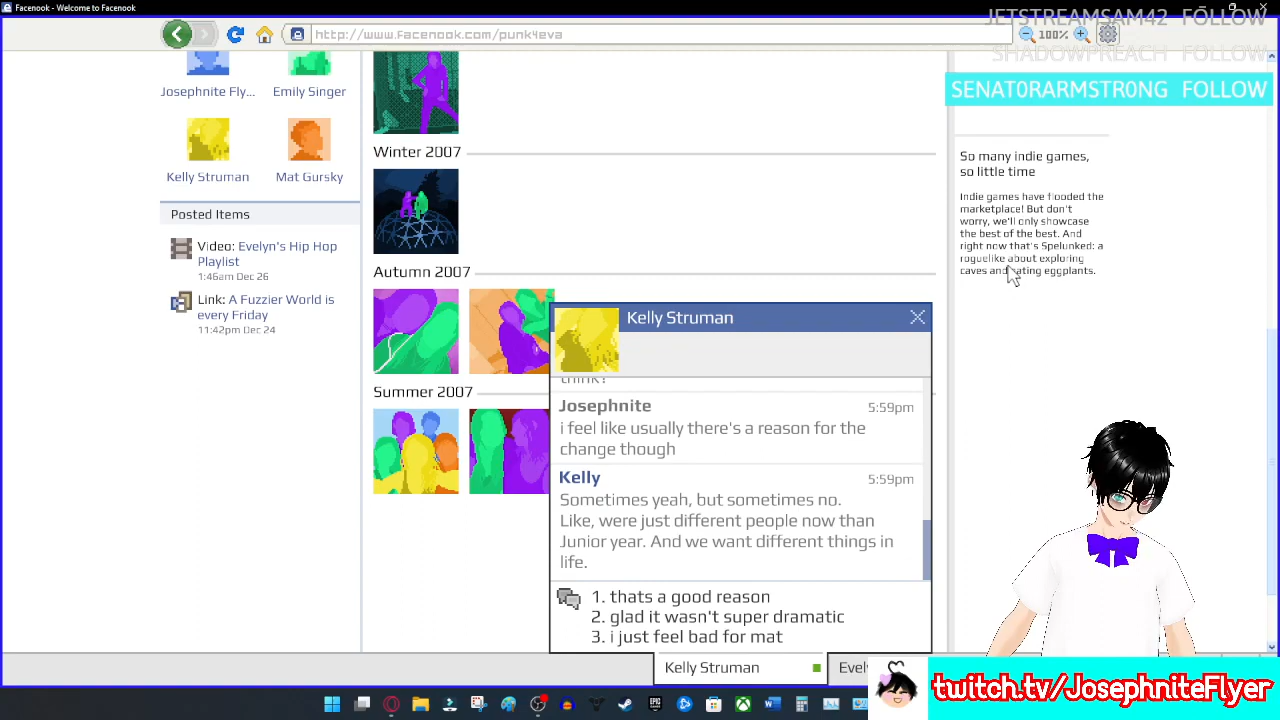 Facenook - Welcome to Facenook
JETSTREAMSAM42 FOLLOW
http://www.facenook.com/punk4eva
100%
SHADOWPREACH FOLLOW
SENAT0RARMSTR0NG FOLLOW
Josephnite Fly...
Emily Singer
Kelly Struman
Mat Gursky
Posted Items
Video: Evelyn's Hip Hop
Playlist
1:46am Dec 26
Link: A Fuzzier World is
every Friday
11:42pm Dec 24
Winter 2007
Autumn 2007
Summer 2007
So many indie games,
so little time
Indie games have flooded the
marketplace! But don't
worry, we'll only showcase
the best of the best. And
right now that's Spelunked: a
roguelike about exploring
caves and eating eggplants.
Kelly Struman
think?
Josephnite 5:59pm
i feel like usually there's a reason for the
change though
Kelly 5:59pm
Sometimes yeah, but sometimes no.
Like, were just different people now than
Junior year. And we want different things in
life.
1. thats a good reason
2. glad it wasn't super dramatic
3. i just feel bad for mat
Kelly Struman
Evel
twitch.tv/JosephniteFlyer